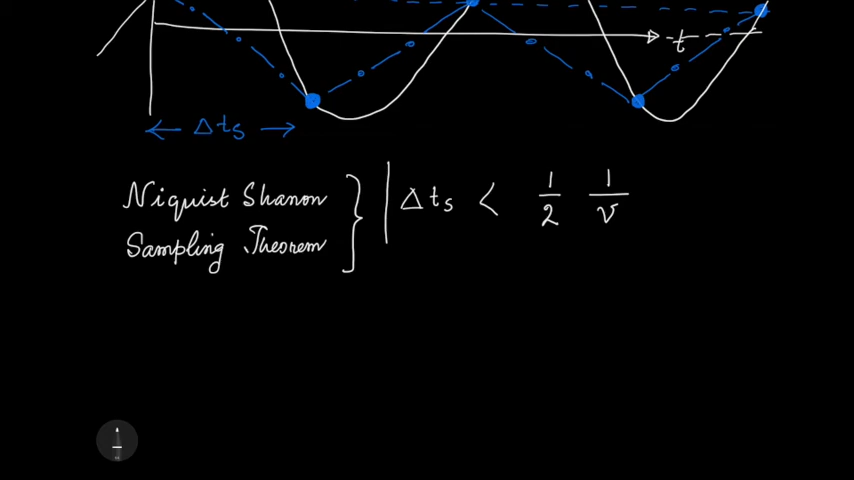 t
Δts
Niquist Shanon } | Δts < 1/2 1/ν
Sampling Theorem